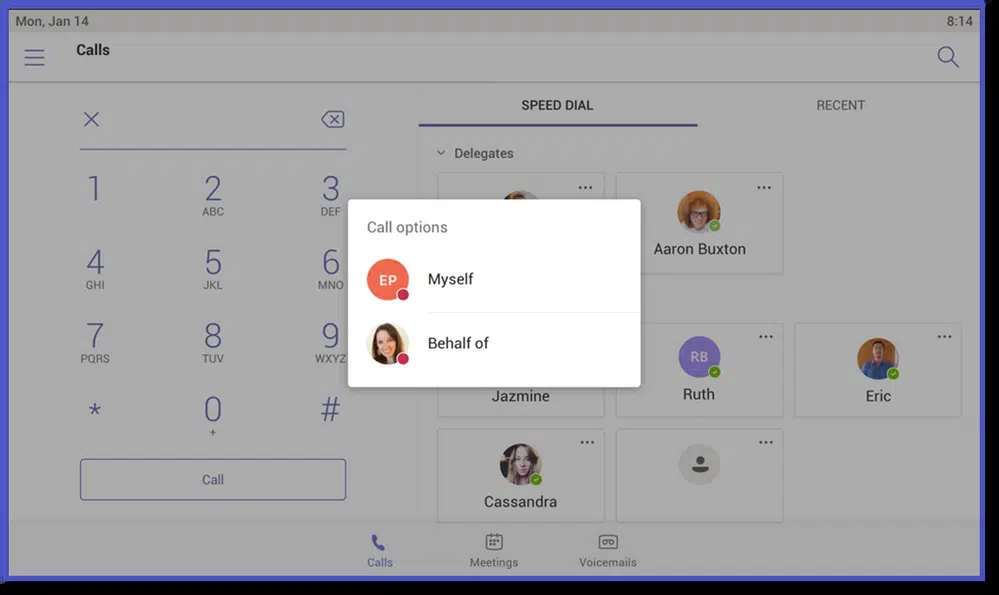 Mon, Jan 14
8:14
Calls
SPEED DIAL
RECENT
Delegates
1
2
ABC
3
DEF
4
GHI
5
JKL
6
MNO
7
PQRS
8
TUV
9
WXYZ
*
0
+
#
Call
Call options
EP
Myself
Behalf of
Aaron Buxton
Jazmine
RB
Ruth
Eric
Cassandra
Calls
Meetings
Voicemails